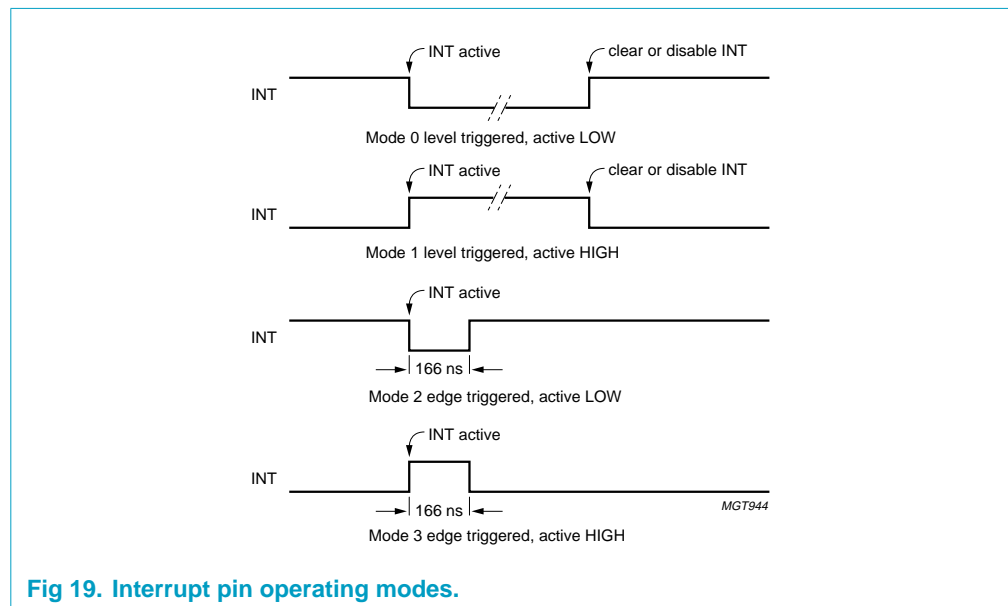 INT active
clear or disable INT
INT
Mode 0 level triggered, active LOW
INT active
clear or disable INT
INT
Mode 1 level triggered, active HIGH
INT active
INT
166 ns
Mode 2 edge triggered, active LOW
INT active
INT
166 ns
MGT944
Mode 3 edge triggered, active HIGH
Fig 19. Interrupt pin operating modes.